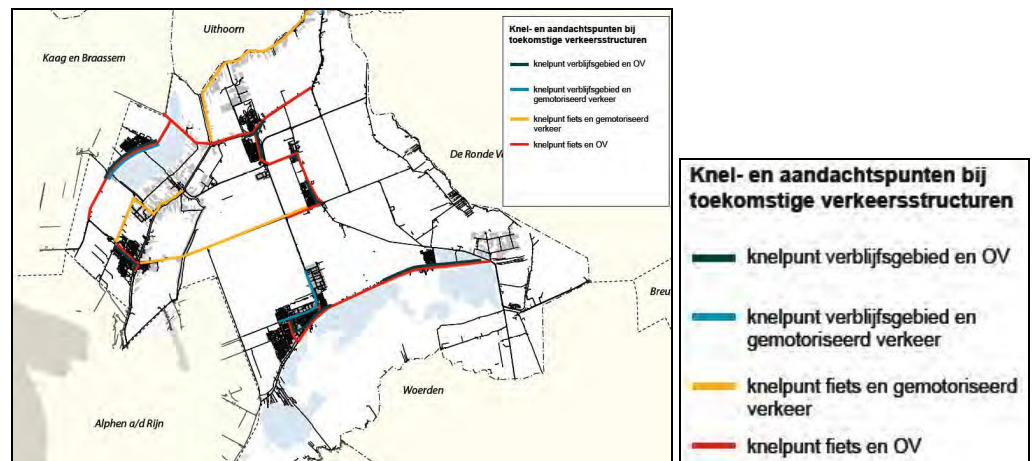 Uithoorn
Kaag en Braassem
De Ronde V
Breu
Woerden
Alphen a/d Rijn
Knel- en aandachtspunten bij
toekomstige verkeersstructuren
knelpunt verblijfsgebied en OV
knelpunt verblijfsgebied en
gemotoriseerd verkeer
knelpunt fiets en gemotoriseerd
verkeer
knelpunt fiets en OV
Knel- en aandachtspunten bij
toekomstige verkeersstructuren
knelpunt verblijfsgebied en OV
knelpunt verblijfsgebied en
gemotoriseerd verkeer
knelpunt fiets en gemotoriseerd
verkeer
knelpunt fiets en OV